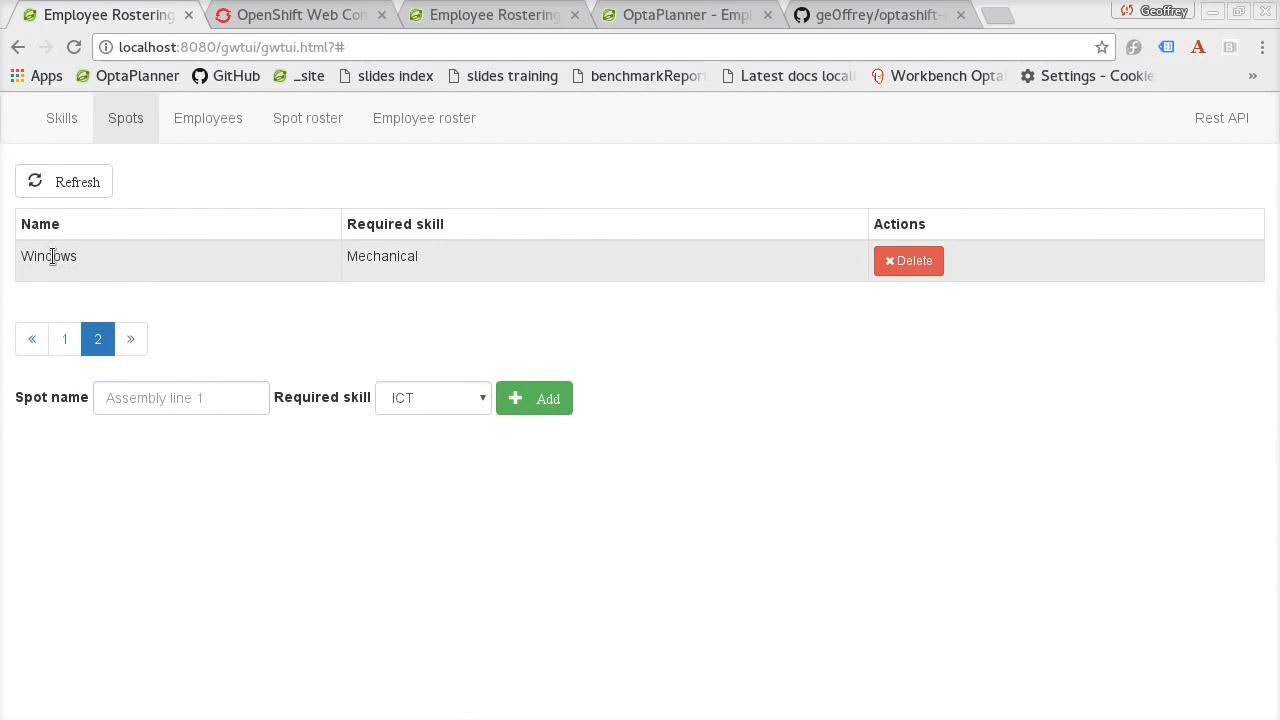 Employee Rostering OpenShift Web Con Employee Rostering OptaPlanner - Empl ge0ffrey/optashift- Geoffrey
localhost:8080/gwtui/gwtui.html?#
Apps OptaPlanner GitHub _site slides index slides training benchmarkRepor Latest docs local Workbench Opta Settings - Cookie »
Skills Spots Employees Spot roster Employee roster Rest API
Refresh
Name Required skill Actions
Windows Mechanical Delete
« 1 2 »
Spot name Assembly line 1 Required skill ICT Add